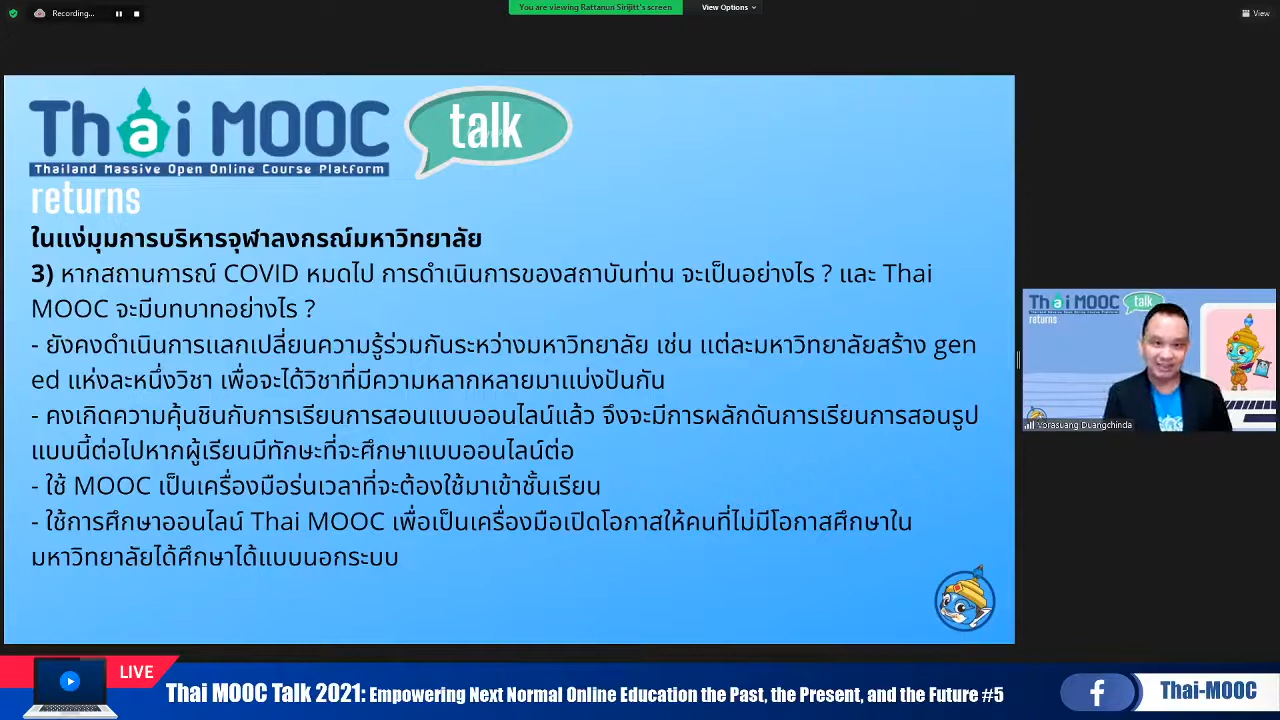 Recording...
You are viewing Rattanun Sirijitt's screen
View Options
View
Thai MOOC talk
Thailand Massive Open Online Course Platform
returns
ในแง่มุมการบริหารจุฬาลงกรณ์มหาวิทยาลัย
3) หากสถานการณ์ COVID หมดไป การดำเนินการของสถาบันท่าน จะเป็นอย่างไร ? และ Thai
MOOC จะมีบทบาทอย่างไร ?
- ยังคงดำเนินการแลกเปลี่ยนความรู้ร่วมกันระหว่างมหาวิทยาลัย เช่น แต่ละมหาวิทยาลัยสร้าง gen
ed แห่งละหนึ่งวิชา เพื่อจะได้วิชาที่มีความหลากหลายมาแบ่งปันกัน
- คงเกิดความคุ้นชินกับการเรียนการสอนแบบออนไลน์แล้ว จึงจะมีการผลักดันการเรียนการสอนรูป
แบบนี้ต่อไปหากผู้เรียนมีทักษะที่จะศึกษาแบบออนไลน์ต่อ
- ใช้ MOOC เป็นเครื่องมือร่นเวลาที่จะต้องใช้มาเข้าชั้นเรียน
- ใช้การศึกษาออนไลน์ Thai MOOC เพื่อเป็นเครื่องมือเปิดโอกาสให้คนที่ไม่มีโอกาสศึกษาใน
มหาวิทยาลัยได้ศึกษาได้แบบนอกระบบ
Thai MOOC talk
returns
Vorasuang Duangchinda
LIVE
Thai MOOC Talk 2021: Empowering Next Normal Online Education the Past, the Present, and the Future #5
Thai-MOOC